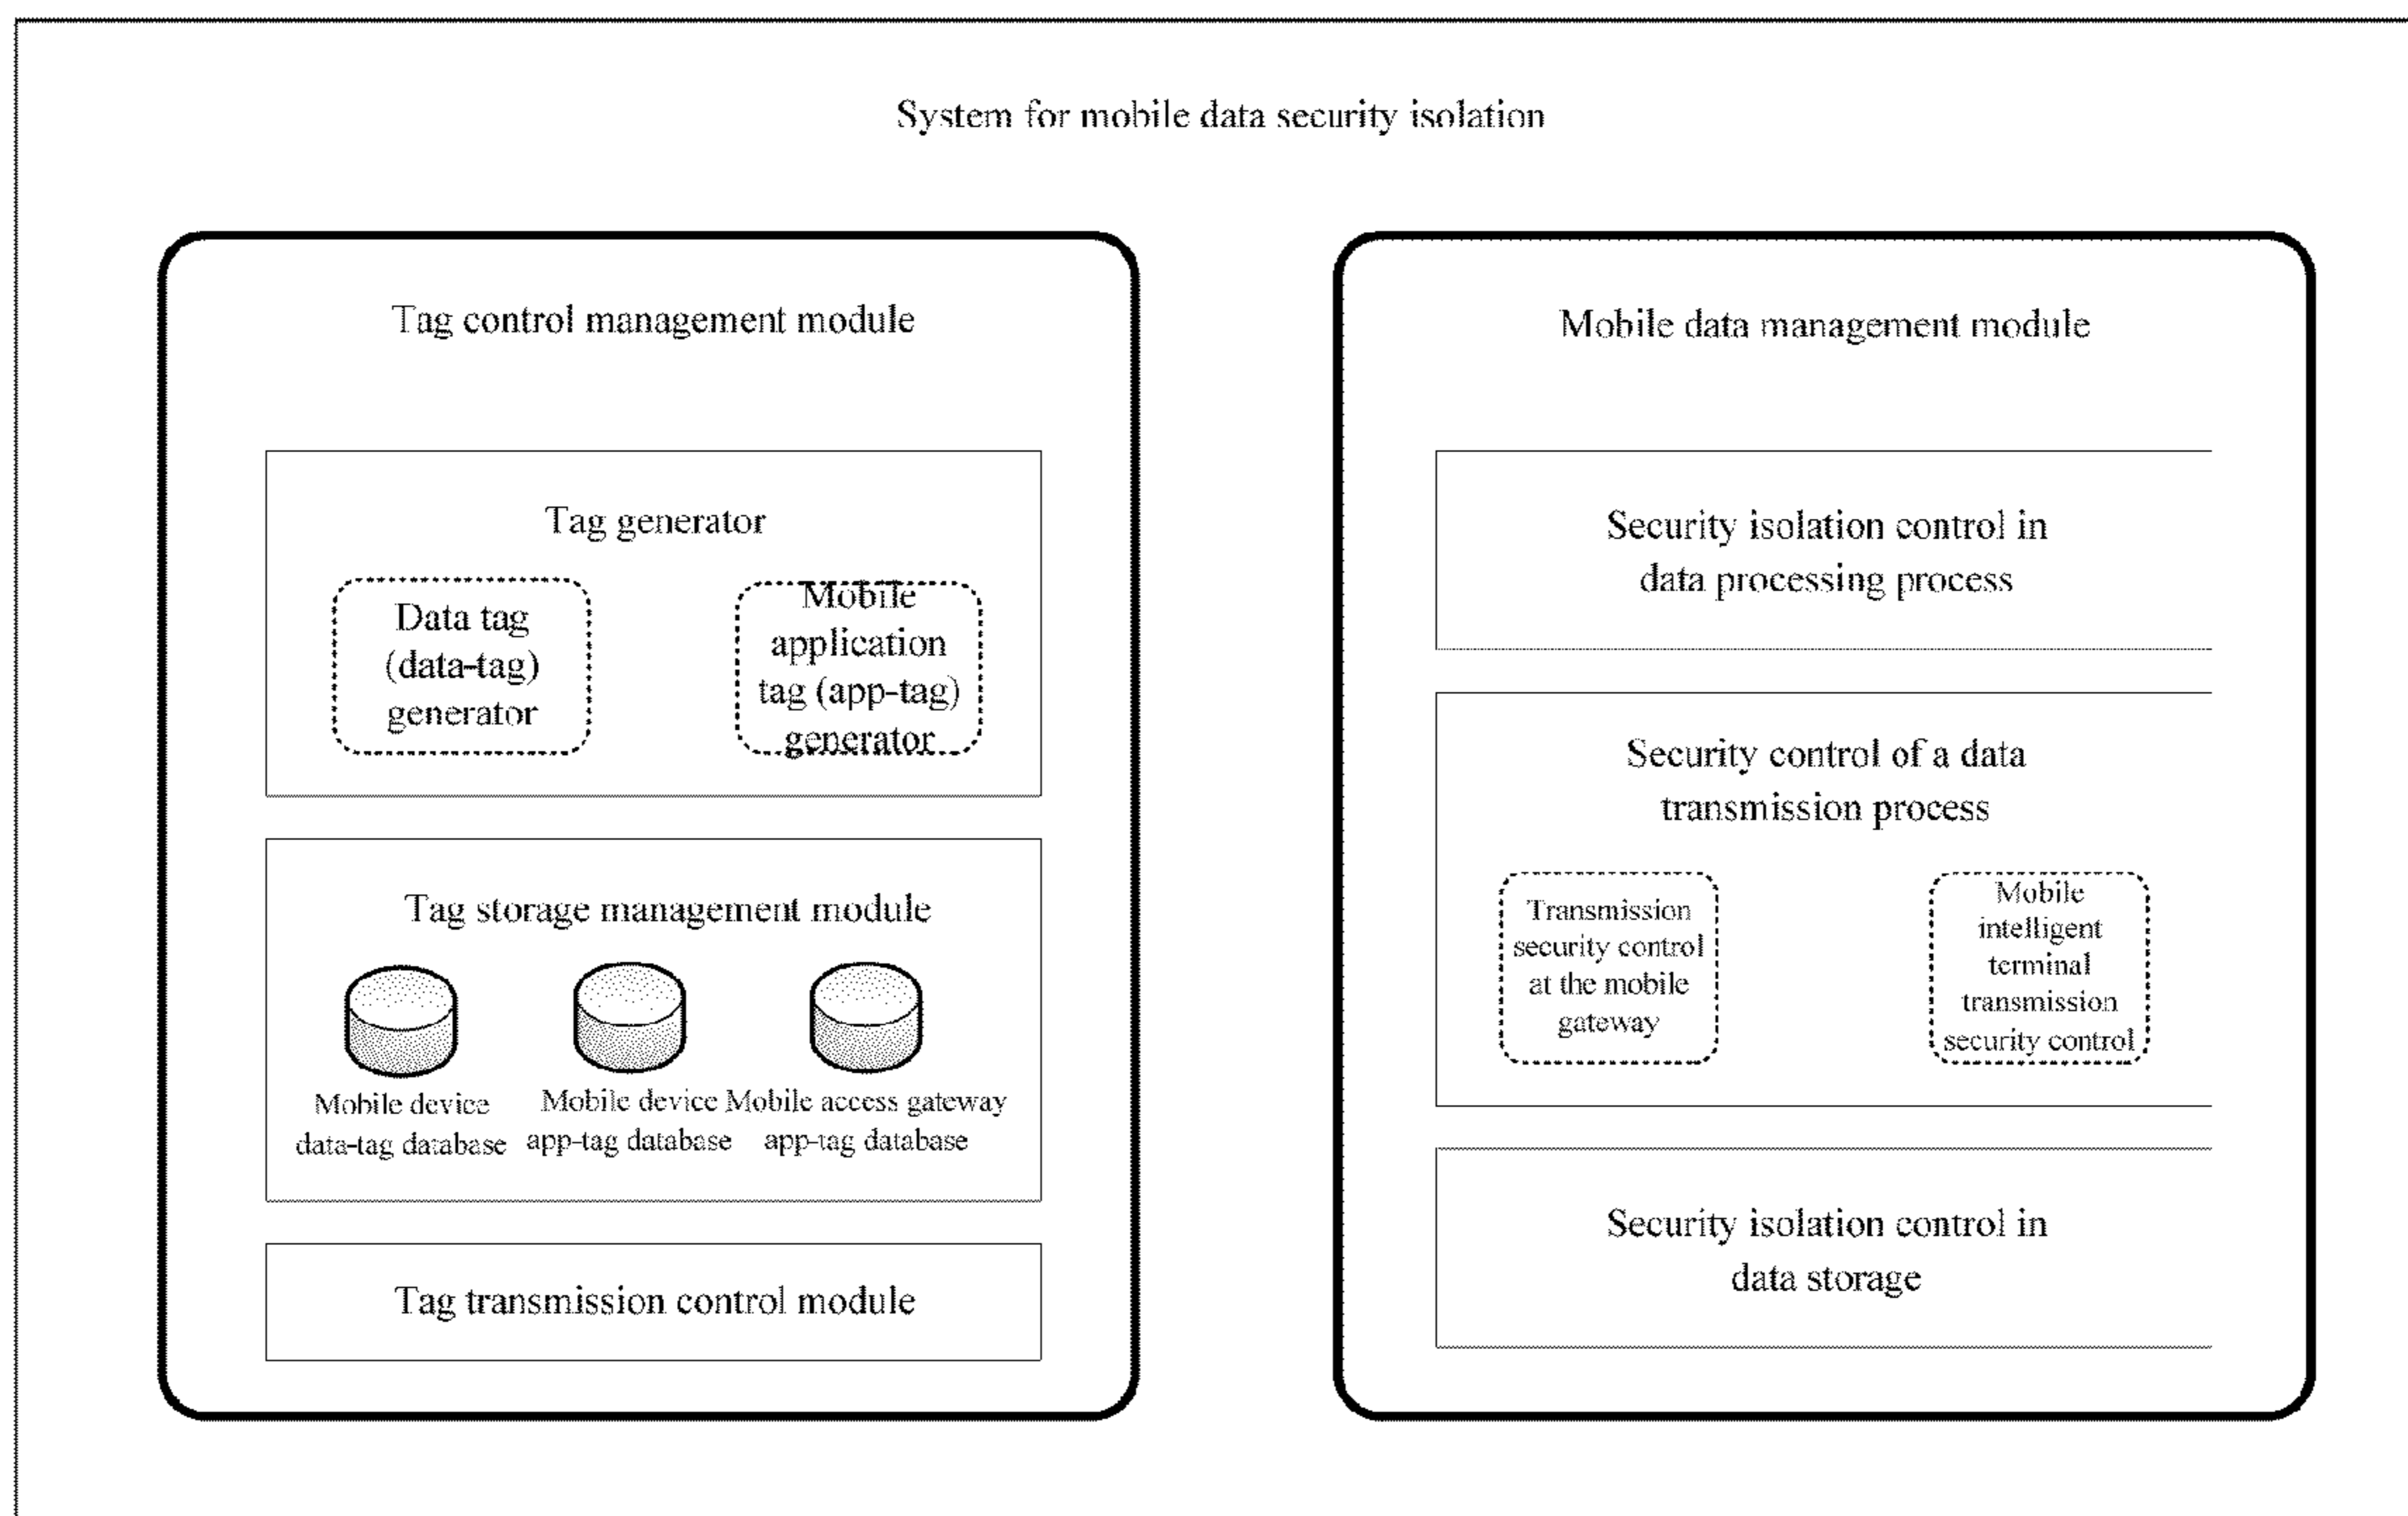 System for mobile data security isolation
Tag control management module
Tag generator
Data tag
(data-tag)
generator
Mobile
application
tag (app-tag)
generator
Tag storage management module
Mobile device
data-tag database
Mobile device
app-tag database
Mobile access gateway
app-tag database
Tag transmission control module
Mobile data management module
Security isolation control in
data processing process
Security control of a data
transmission process
Transmission
security control
at the mobile
gateway
Mobile
intelligent
terminal
transmission
security control
Security isolation control in
data storage